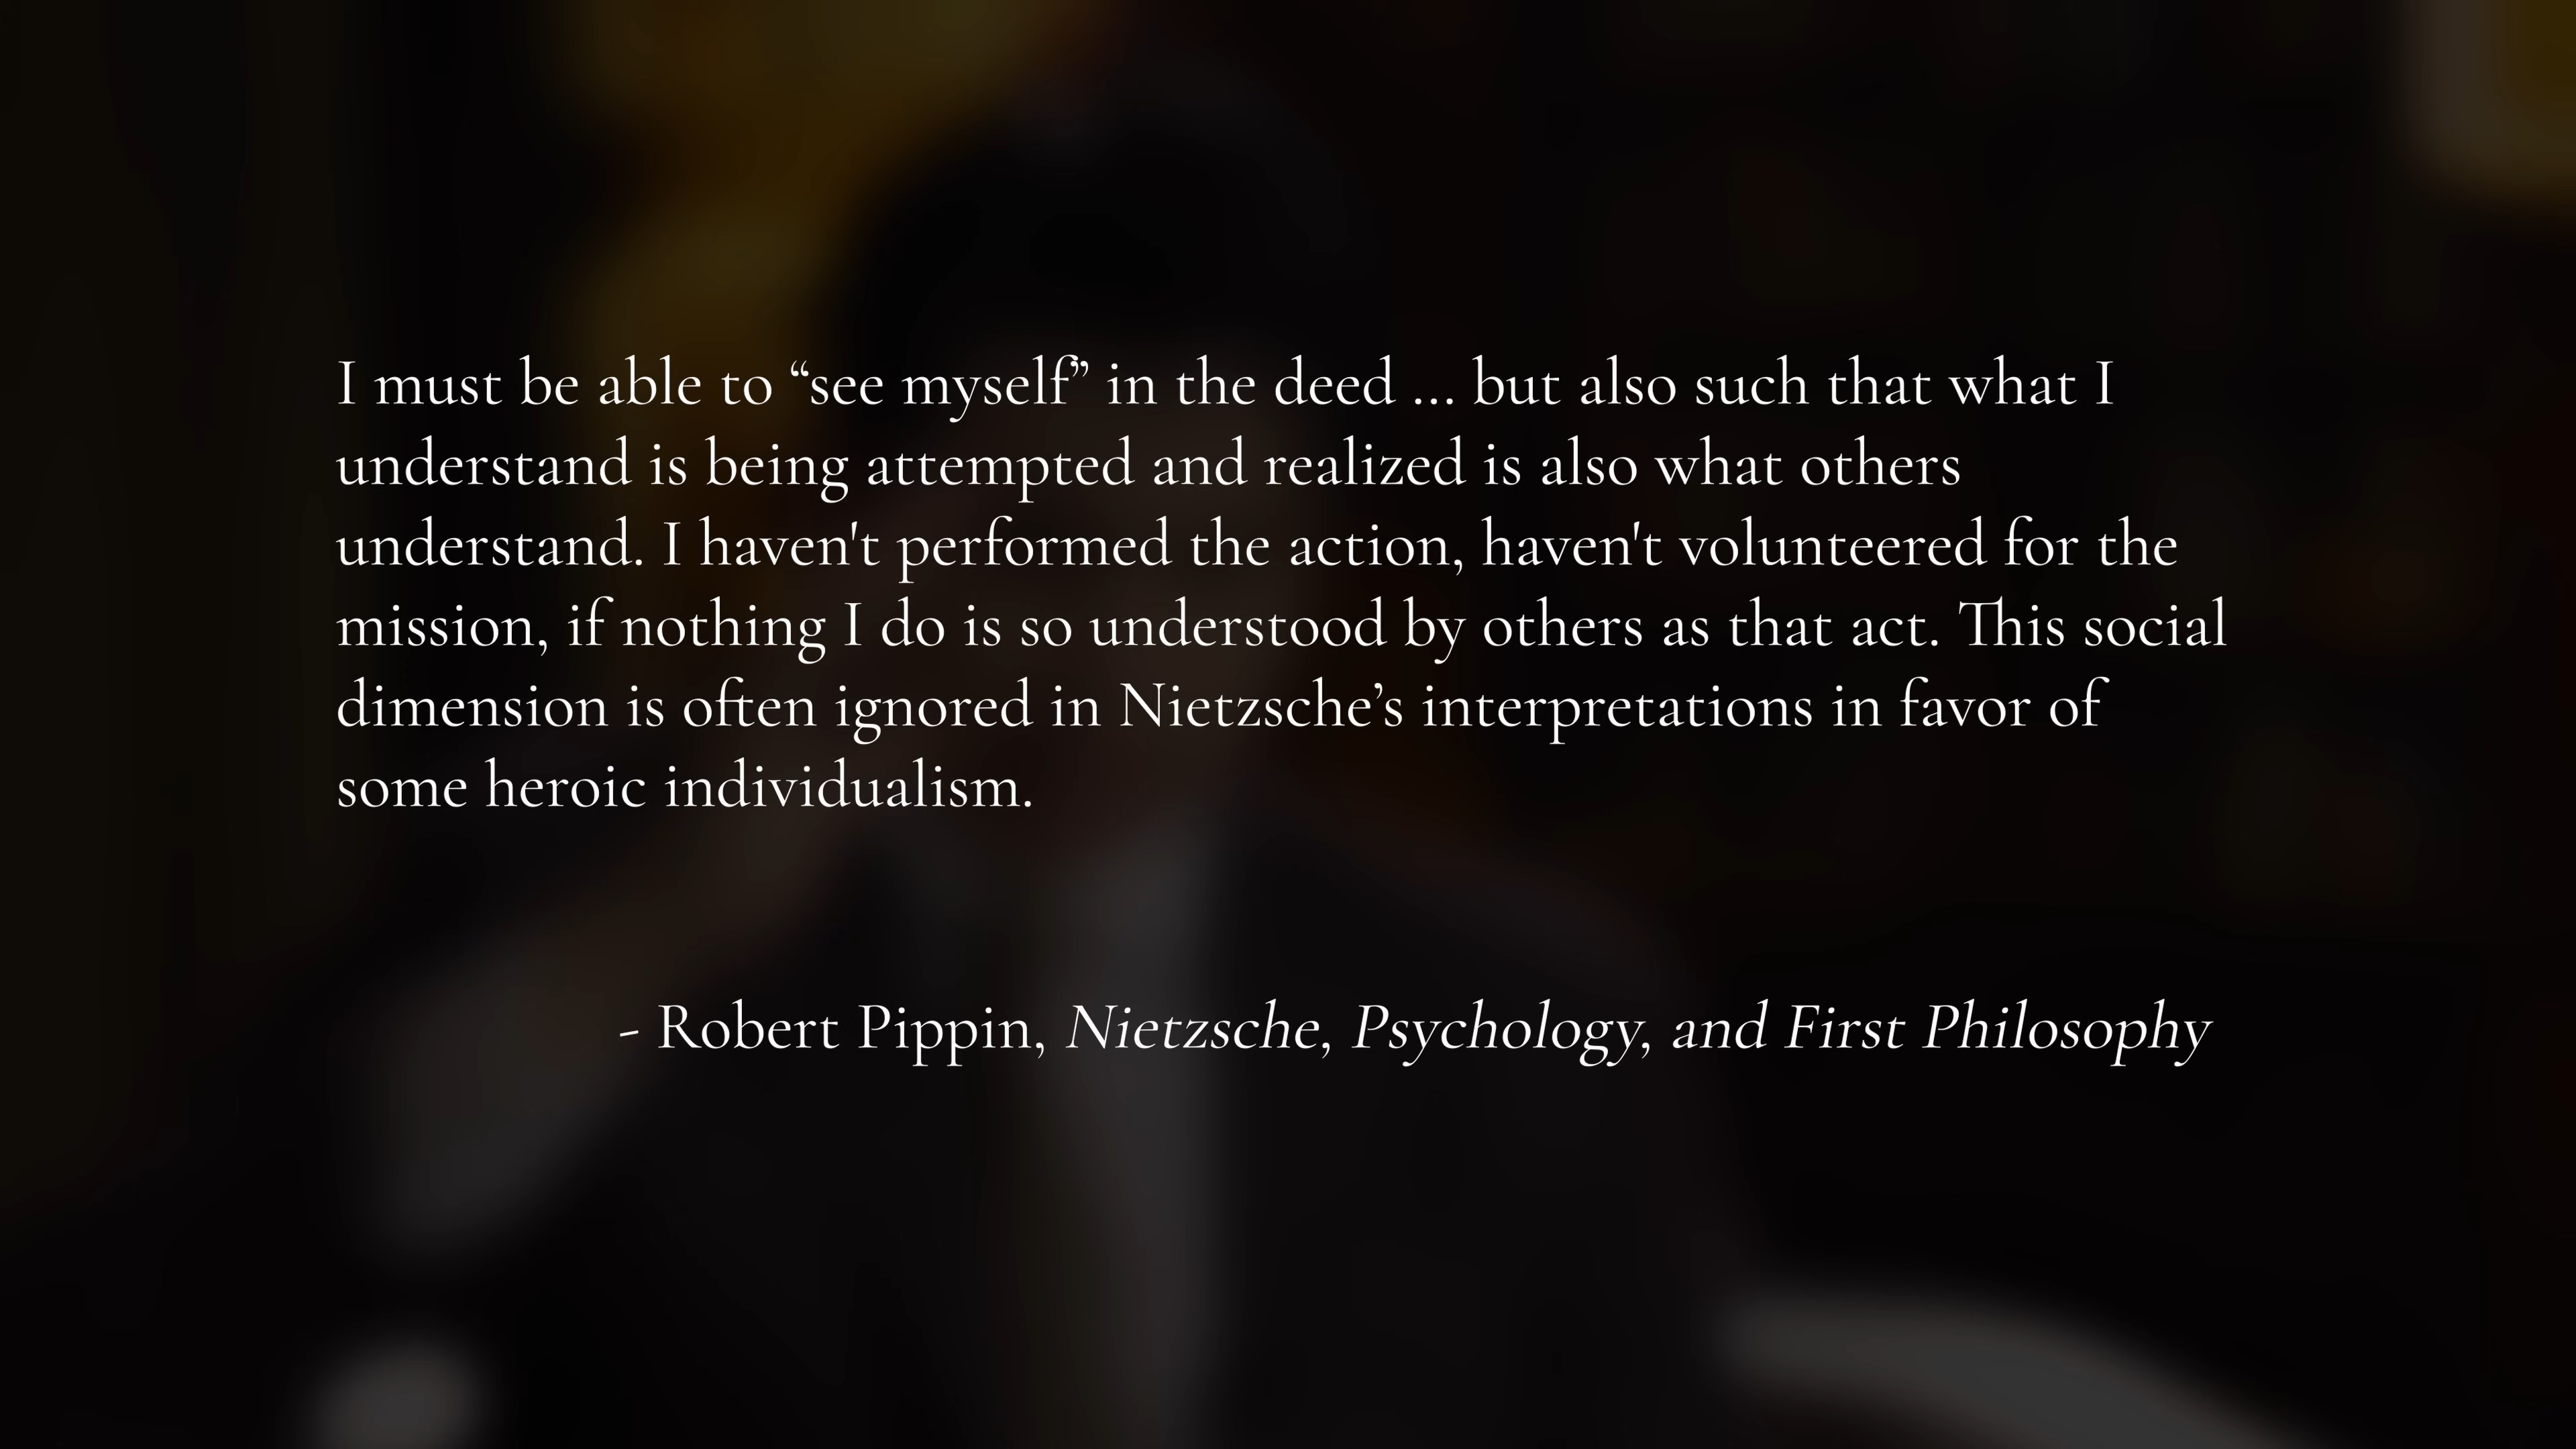 I must be able to “see myself” in the deed ... but also such that what I
understand is being attempted and realized is also what others
understand. I haven't performed the action, haven't volunteered for the
mission, if nothing I do is so understood by others as that act. This social
dimension is often ignored in Nietzsche’s interpretations in favor of
some heroic individualism.
- Robert Pippin, Nietzsche, Psychology, and First Philosophy